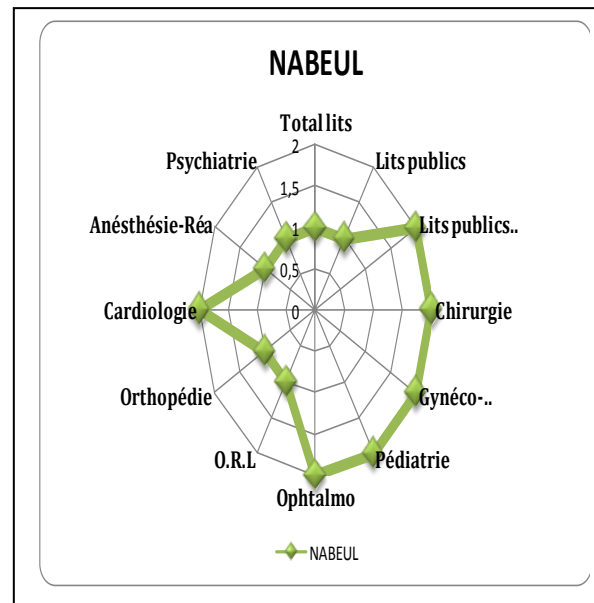 NABEUL
Total lits
Psychiatrie
Lits publics
Anésthésie-Réa
Lits publics..
Cardiologie
Chirurgie
Orthopédie
Gynéco-..
O.R.L
Pédiatrie
Ophtalmo
2
1,5
1
0,5
0
NABEUL